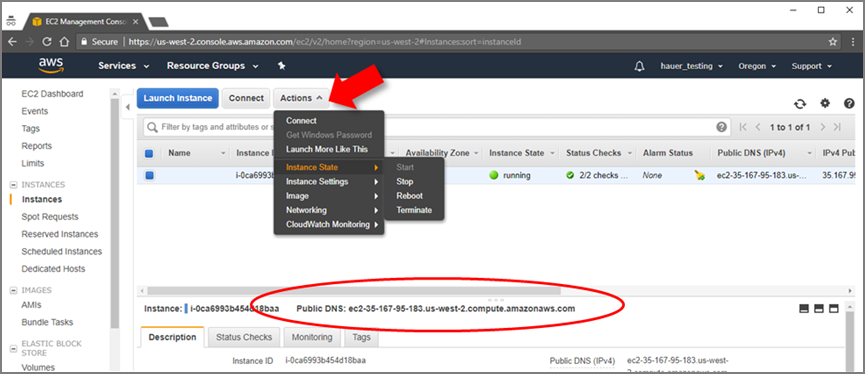 EC2 Management Conso
Secure https://us-west-2.console.aws.amazon.com/ec2/v2/home?region=us-west-2#Instances:sort=instanceId
aws Services Resource Groups hauer_testing Oregon Support
EC2 Dashboard
Events
Tags
Reports
Limits
INSTANCES
Instances
Spot Requests
Reserved Instances
Scheduled Instances
Dedicated Hosts
IMAGES
AMIs
Bundle Tasks
ELASTIC BLOCK
STORE
Volumes
Launch Instance Connect Actions
Filter by tags and attributes or s 1 to 1 of 1
Connect
Get Windows Password
Launch More Like This
Instance State
Instance Settings
Image
Networking
CloudWatch Monitoring
Start
Stop
Reboot
Terminate
Name Instance I Availability Zone Instance State Status Checks Alarm Status Public DNS (IPv4) IPv4 Publ
i-0ca6993 running 2/2 checks ... None ec2-35-167-95-183.us-... 35.167.95
Instance: i-0ca6993b454d18baa Public DNS: ec2-35-167-95-183.us-west-2.compute.amazonaws.com
Description Status Checks Monitoring Tags
Instance ID i-0ca6993b454d18baa Public DNS (IPv4) ec2-35-167-95-183.us-west-
2.compute.amazonaws.com